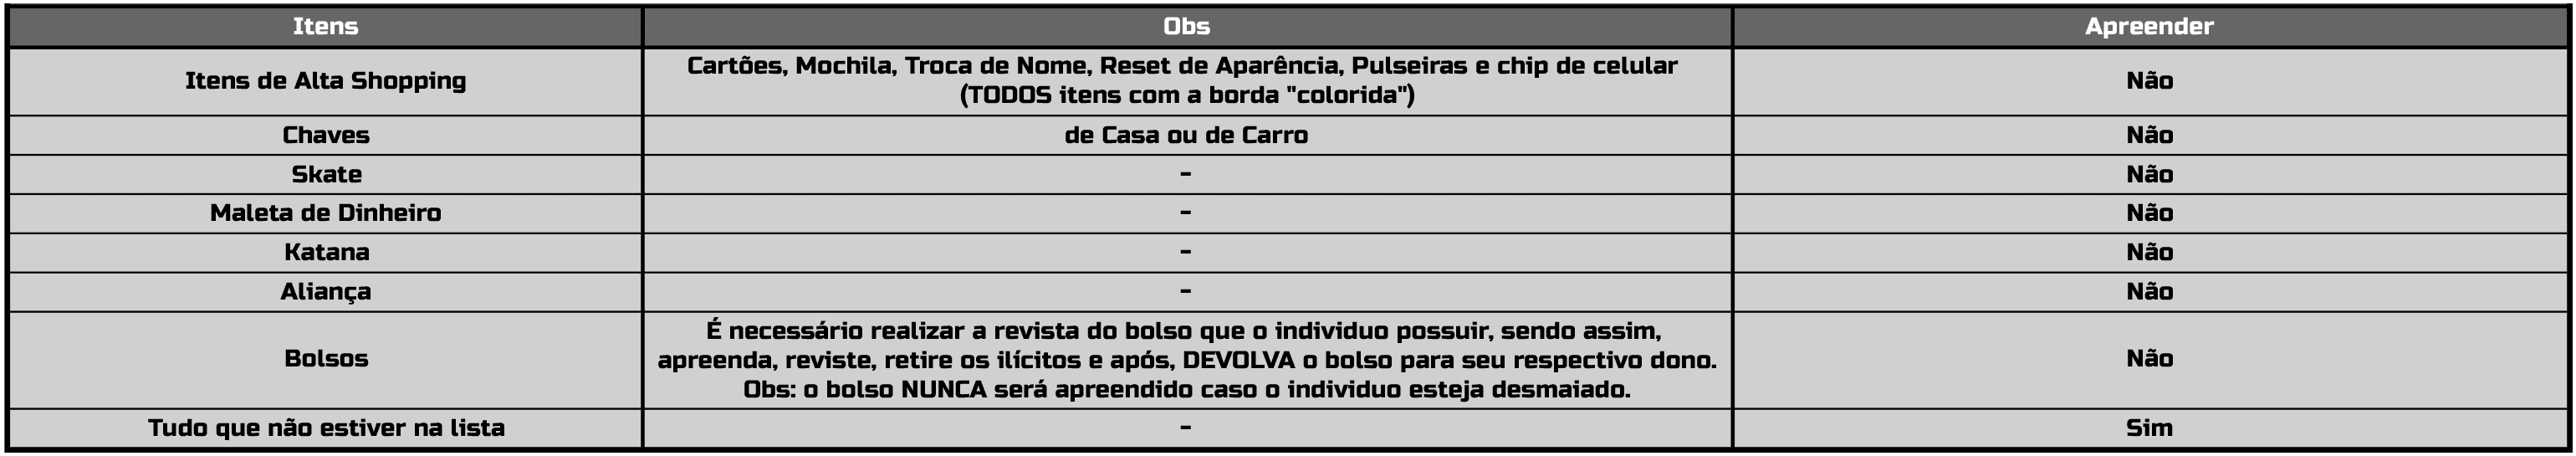 Itens Obs Apreender
Itens de Alta Shopping
Cartões, Mochila, Troca de Nome, Reset de Aparência, Pulseiras e chip de celular
(TODOS itens com a borda "colorida")
Não
Chaves de Casa ou de Carro Não
Skate - Não
Maleta de Dinheiro - Não
Katana - Não
Aliança - Não
Bolsos
É necessário realizar a revista do bolso que o individuo possuir, sendo assim,
apreenda, reviste, retire os ilícitos e após, DEVOLVA o bolso para seu respectivo dono.
Obs: o bolso NUNCA será apreendido caso o individuo esteja desmaiado.
Não
Tudo que não estiver na lista - Sim